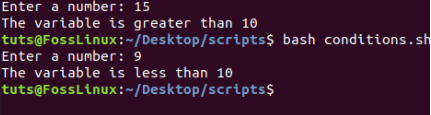 Enter a number: 15
The variable is greater than 10
tuts@FossLinux:~/Desktop/scripts$ bash conditions.sh
Enter a number: 9
The variable is less than 10
tuts@FossLinux:~/Desktop/scripts$